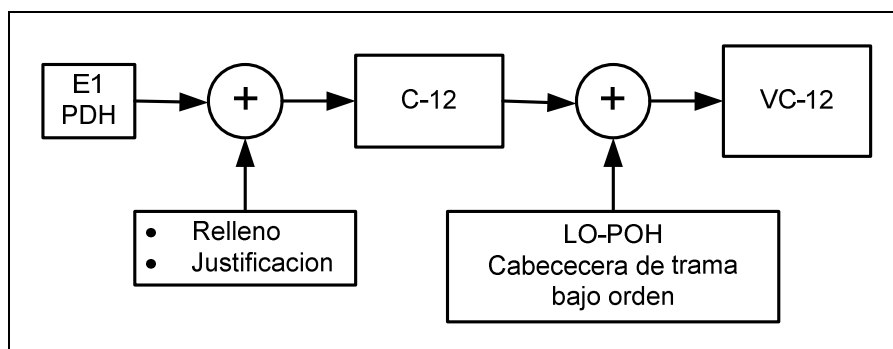 E1
PDH
+
C-12
+
VC-12
• Relleno
• Justificacion
LO-POH
Cabececera de trama
bajo orden